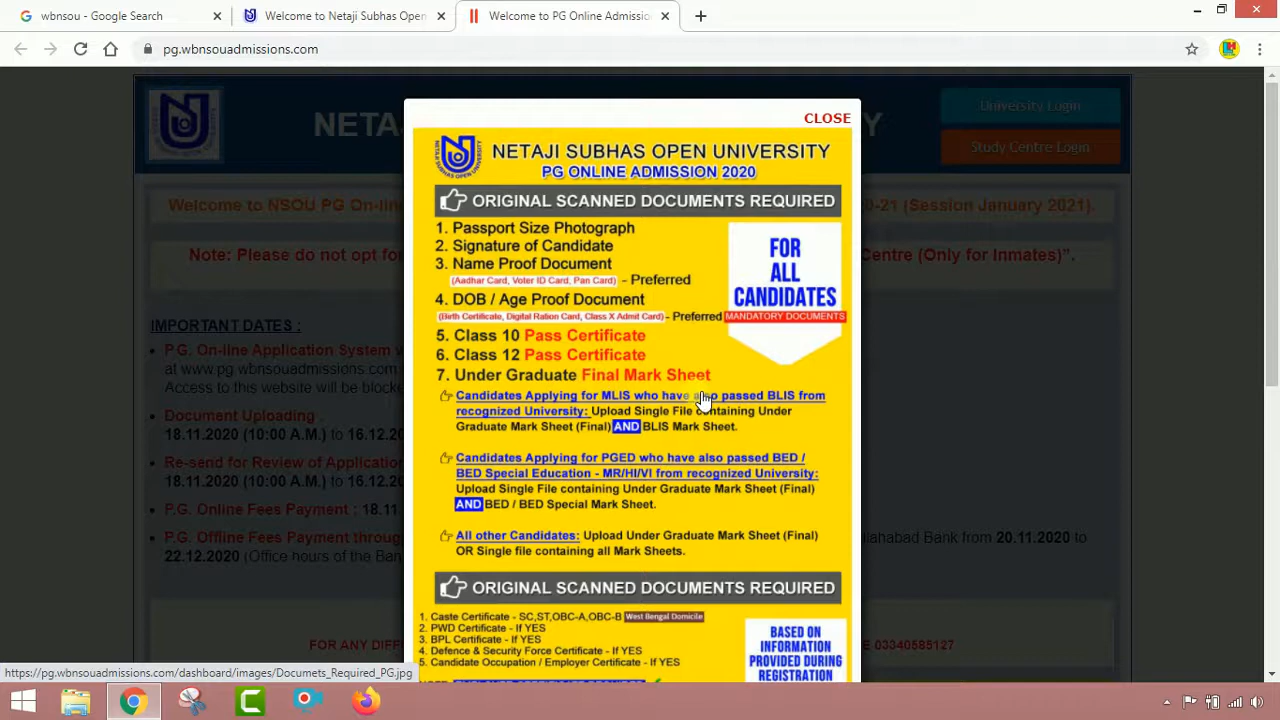 wbnsou - Google Search
Welcome to Netaji Subhas Open
Welcome to PG Online Admissio
pg.wbnsouadmissions.com
University Login
NETA
Y
Study Centre Login
CLOSE
NETAJI SUBHAS OPEN UNIVERSITY
PG ONLINE ADMISSION 2020
ORIGINAL SCANNED DOCUMENTS REQUIRED
Welcome to NSOU PG On-lin
0-21 (Session January 2021).
1. Passport Size Photograph
2. Signature of Candidate
Note: Please do not opt for
Centre (Only for Inmates)”.
3. Name Proof Document
(Aadhar Card, Voter ID Card, Pan Card) - Preferred
4. DOB / Age Proof Document
(Birth Certificate, Digital Ration Card, Class X Admit Card) - Preferred
FOR
ALL
CANDIDATES
MANDATORY DOCUMENTS
5. Class 10 Pass Certificate
6. Class 12 Pass Certificate
7. Under Graduate Final Mark Sheet
Candidates Applying for MLIS who have also passed BLIS from
recognized University: Upload Single File containing Under
Graduate Mark Sheet (Final) AND BLIS Mark Sheet.
Candidates Applying for PGED who have also passed BED /
BED Special Education - MR/HI/VI from recognized University:
Upload Single File containing Under Graduate Mark Sheet (Final)
AND BED / BED Special Mark Sheet.
All other Candidates: Upload Under Graduate Mark Sheet (Final)
OR Single file containing all Mark Sheets.
ORIGINAL SCANNED DOCUMENTS REQUIRED
1. Caste Certificate - SC,ST,OBC-A,OBC-B West Bengal Domicile
2. PWD Certificate - If YES
3. BPL Certificate - If YES
4. Defence & Security Force Certificate - If YES
5. Candidate Occupation / Employer Certificate - If YES
BASED ON
INFORMATION
PROVIDED DURING
REGISTRATION
IMPORTANT DATES :
P.G. On-line Application System w
at www.pg wbnsouadmissions.com
Access to this website will be blocke
Document Uploading :
18.11.2020 (10:00 A.M.) to 16.12.2
Re-send for Review of Application
18.11.2020 (10:00 A.M.) to 16.12.2
P.G. Online Fees Payment : 18.11
P.G. Offline Fees Payment throug
llahabad Bank from 20.11.2020 to
22.12.2020 (Office hours of the Ban
FOR ANY DIFF
E 03340585127
https://pg.wbnsouadmissions.com/dashboard/images/Documets_Required_PG.jpg